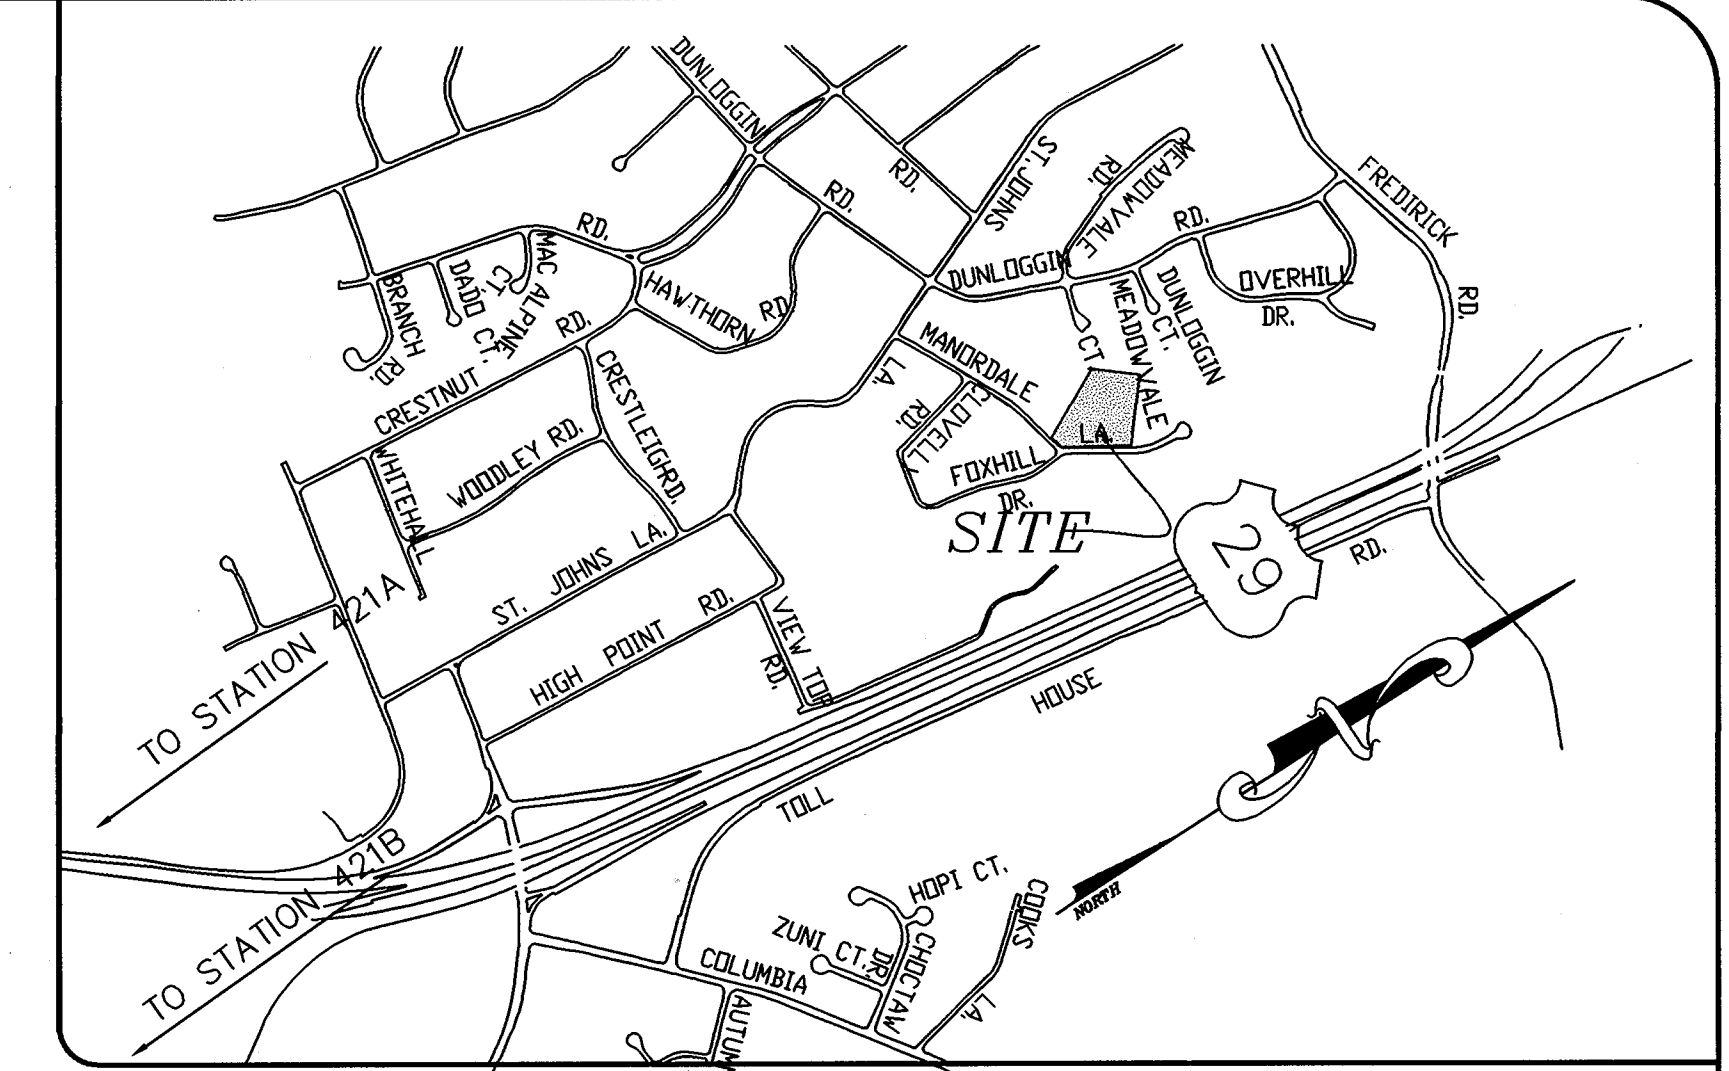 DUNLOGGIN
RD.
RD.
ST. JOHNS
RD.
MEADOWVALE
FREDIRICK
RD.
RD.
RD.
DUNLOGGIN
OVERHILL
DR.
BRANCH
RD.
DADO
CT.
MAC ALPINE
CT.
HAWTHORN
RD.
RD.
CRESTNUT
MANORDALE
LA.
CT
MEADOWVALE
DUNLOGGIN
CT.
CLOVELLY
RD.
LA.
FOXHILL
DR.
CRESTLEIGH
RD.
WOODLEY RD.
WHITEHALL
SITE
29
RD.
ST. JOHNS LA.
HIGH POINT RD.
VIEW TOP
RD.
TO STATION 421A
HOUSE
TOLL
TO STATION 421B
NORTH
HOPI CT.
ZUNI CT.
CHOCTAW
DR.
COOKS
LA.
COLUMBIA
AUTUM